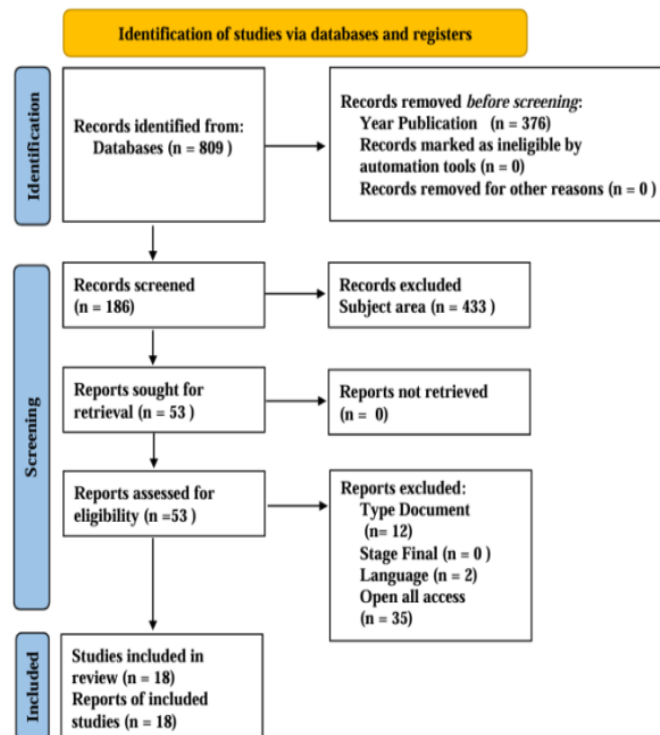 Identification of studies via databases and registers
Identification
Records identified from:
Databases (n = 809 )
Records removed before screening:
Year Publication (n = 376)
Records marked as ineligible by
automation tools (n = 0)
Records removed for other reasons (n = 0 )
Screening
Records screened
(n = 186)
Records excluded
Subject area (n = 433 )
Reports sought for
retrieval (n = 53 )
Reports not retrieved
(n = 0)
Reports assessed for
eligibility (n =53 )
Reports excluded:
Type Document
(n= 12)
Stage Final (n = 0 )
Language (n = 2)
Open all access
(n = 35)
Included
Studies included in
review (n = 18)
Reports of included
studies (n = 18)